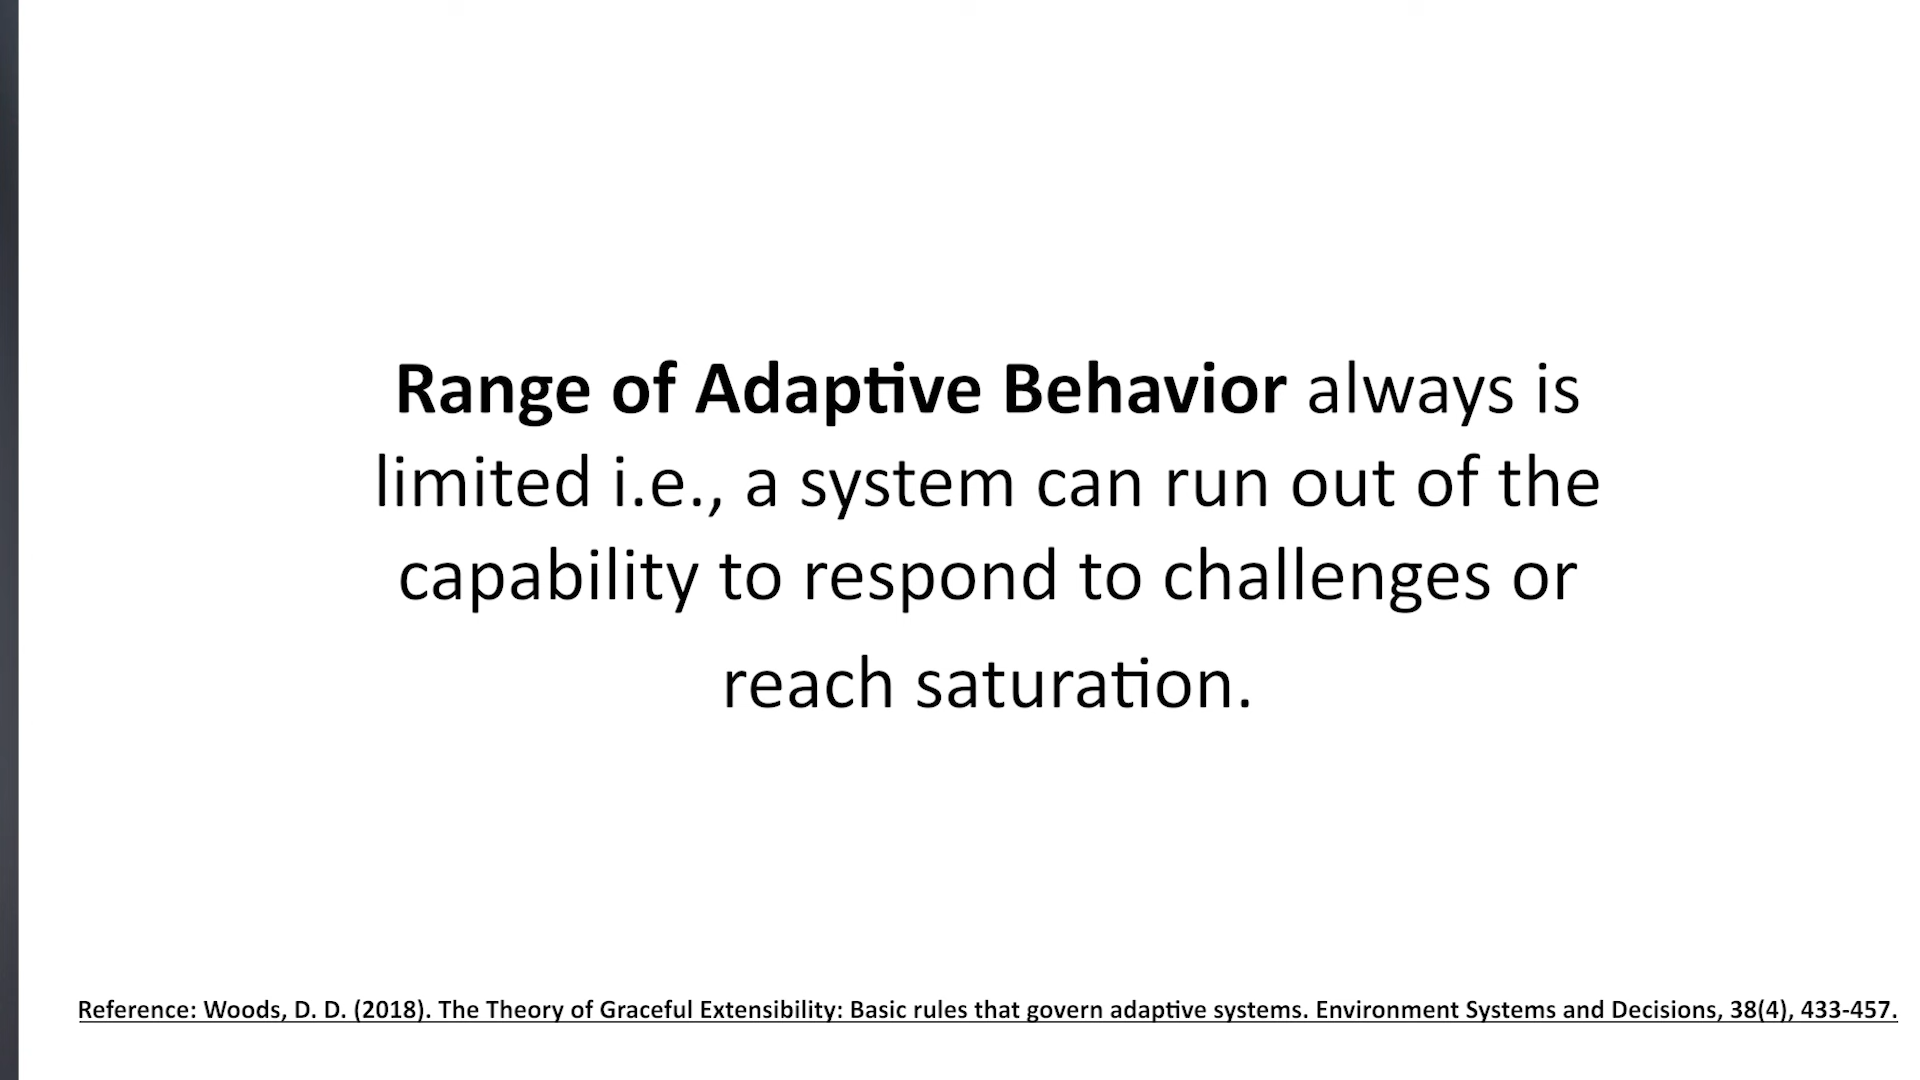 Range of Adaptive Behavior always is
limited i.e., a system can run out of the
capability to respond to challenges or
reach saturation.
Reference: Woods, D. D. (2018). The Theory of Graceful Extensibility: Basic rules that govern adaptive systems. Environment Systems and Decisions, 38(4), 433-457.